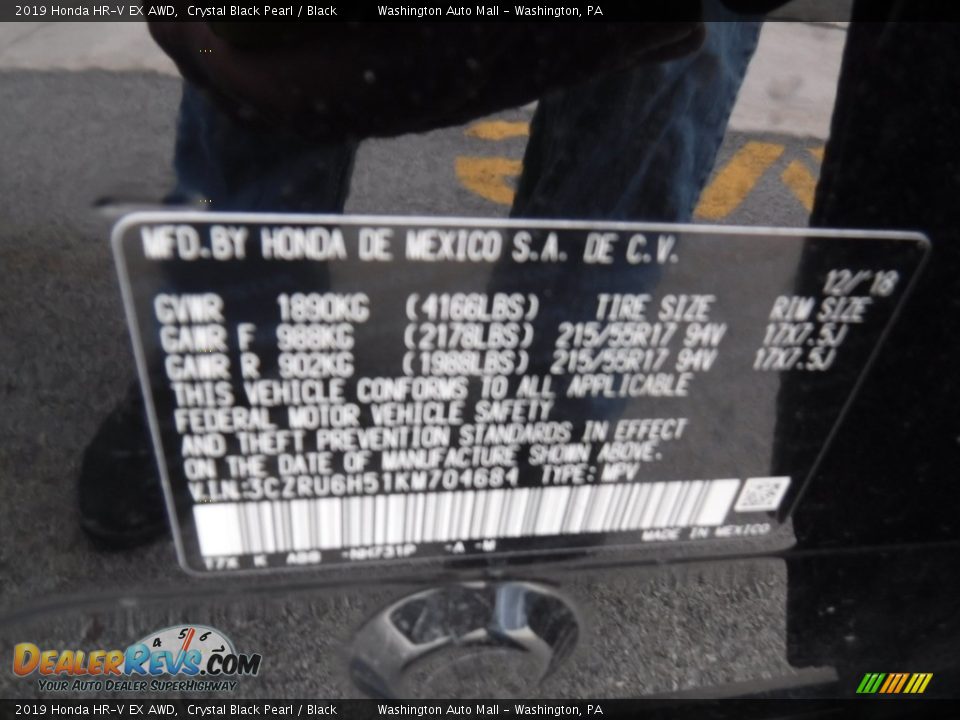 2019 Honda HR-V EX AWD, Crystal Black Pearl / Black Washington Auto Mall - Washington, PA
MFD.BY HONDA DE MEXICO S.A. DE C.V.
12/'18
GVWR 1890KG (4166LBS) TIRE SIZE RIM SIZE
GAWR F 988KG (2178LBS) 215/55R17 94V 17X7.5J
GAWR R 902KG (1988LBS) 215/55R17 94V 17X7.5J
THIS VEHICLE CONFORMS TO ALL APPLICABLE
FEDERAL MOTOR VEHICLE SAFETY
AND THEFT PREVENTION STANDARDS IN EFFECT
ON THE DATE OF MANUFACTURE SHOWN ABOVE.
V.I.N:3CZRU6H51KM704684 TYPE:MPV
MADE IN MEXICO
K -NH731P -A -M
4 5 6
DEALERREVS.COM
YOUR AUTO DEALER SUPERHIGHWAY
2019 Honda HR-V EX AWD, Crystal Black Pearl / Black Washington Auto Mall - Washington, PA